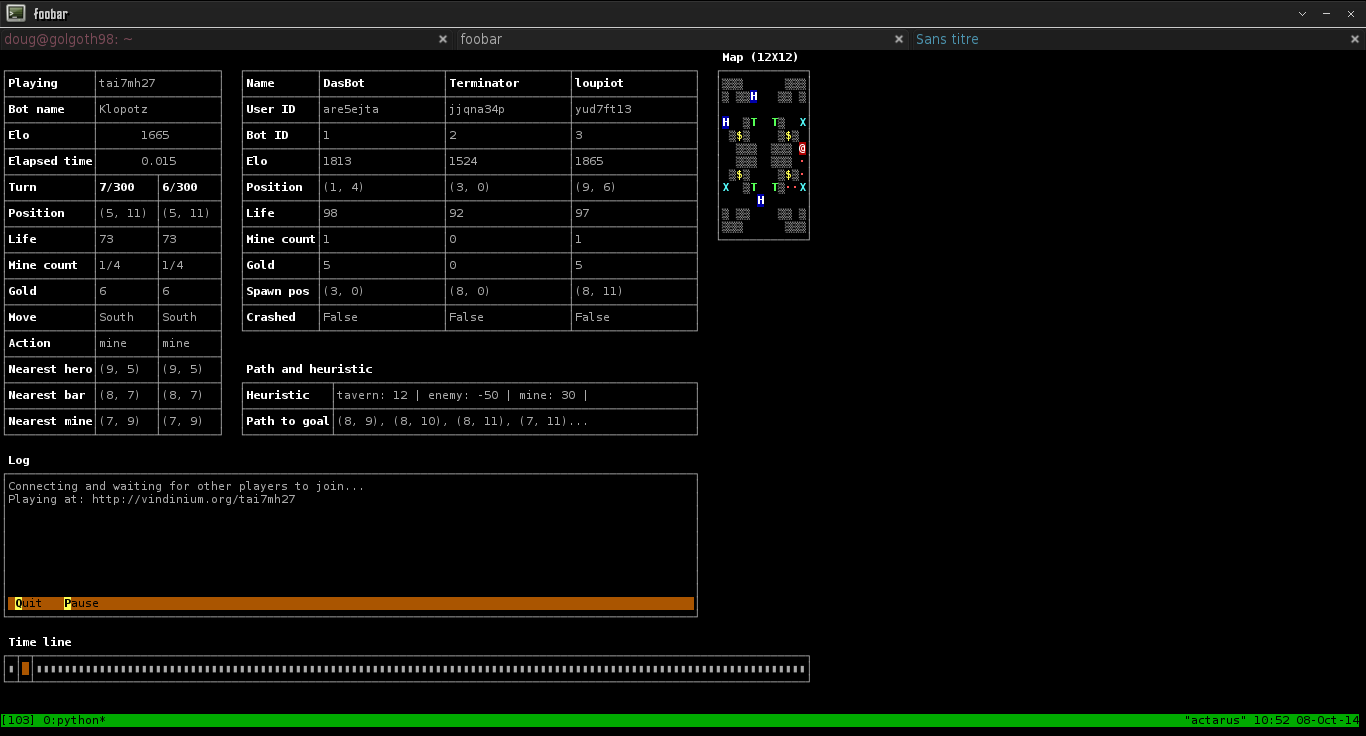 foobar
doug@golgoth98: ~
foobar
Sans titre
Playing tai7mh27
Bot name Klopotz
Elo 1665
Elapsed time 0.015
Turn 7/300 6/300
Position (5, 11) (5, 11)
Life 73 73
Mine count 1/4 1/4
Gold 6 6
Move South South
Action mine mine
Nearest hero (9, 5) (9, 5)
Nearest bar (8, 7) (8, 7)
Nearest mine (7, 9) (7, 9)
Name DasBot Terminator loupiot
User ID are5ejta jjqna34p yud7ft13
Bot ID 1 2 3
Elo 1813 1524 1865
Position (1, 4) (3, 0) (9, 6)
Life 98 92 97
Mine count 1 0 1
Gold 5 0 5
Spawn pos (3, 0) (8, 0) (8, 11)
Crashed False False False
Path and heuristic
Heuristic tavern: 12 | enemy: -50 | mine: 30 |
Path to goal (8, 9), (8, 10), (8, 11), (7, 11)...
Map (12X12)
H
H T T X
$ $
@
$ $
X T T X
H
Log
Connecting and waiting for other players to join...
Playing at: http://vindinium.org/tai7mh27
Quit Pause
Time line
[103] 0:python* "actarus" 10:52 08-Oct-14